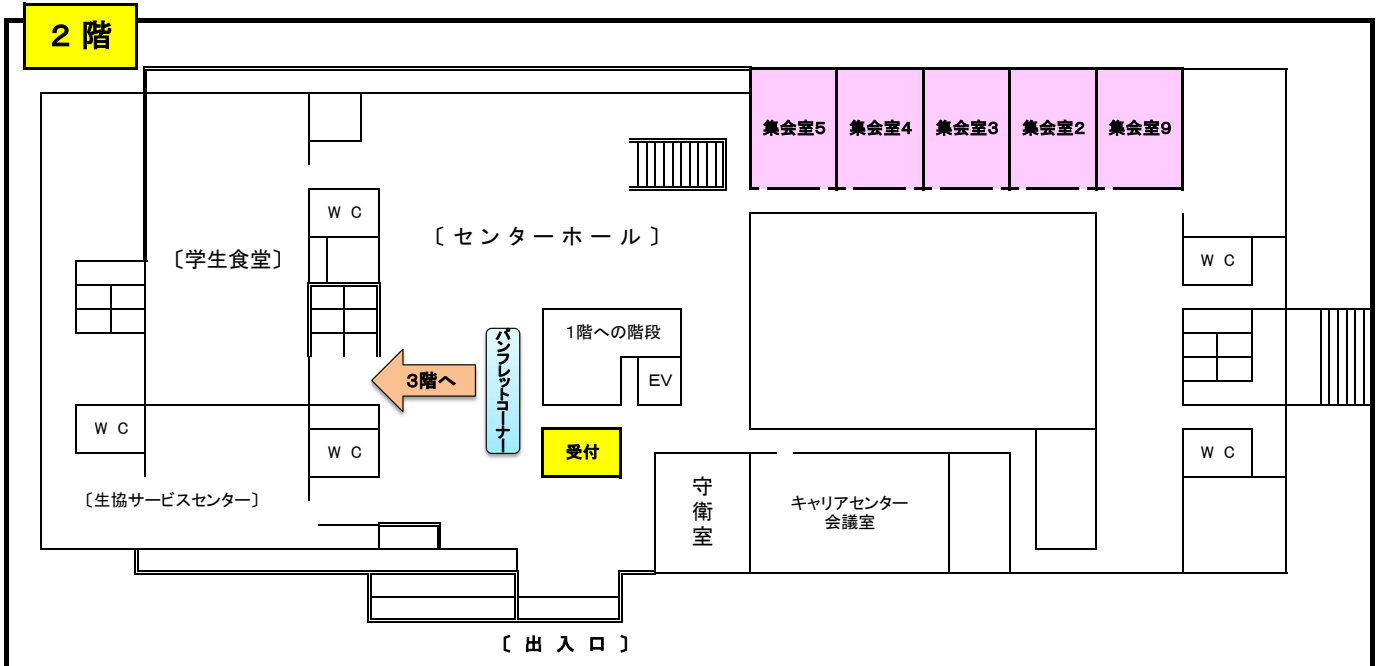 ２階
集会室5
集会室4
集会室3
集会室2
集会室9
ＷＣ
〔センターホール〕
〔学生食堂〕
ＷＣ
1階への階段
パンフレットコーナー
3階へ
EV
ＷＣ
ＷＣ
受付
ＷＣ
〔生協サービスセンター〕
守衛室
キャリアセンター
会議室
〔出入口〕